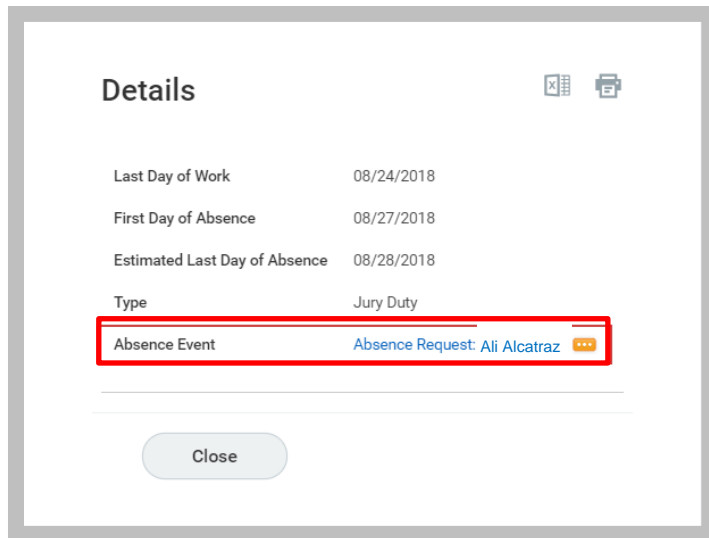 Details
Last Day of Work 08/24/2018
First Day of Absence 08/27/2018
Estimated Last Day of Absence 08/28/2018
Type Jury Duty
Absence Event Absence Request: Ali Alcatraz
Close